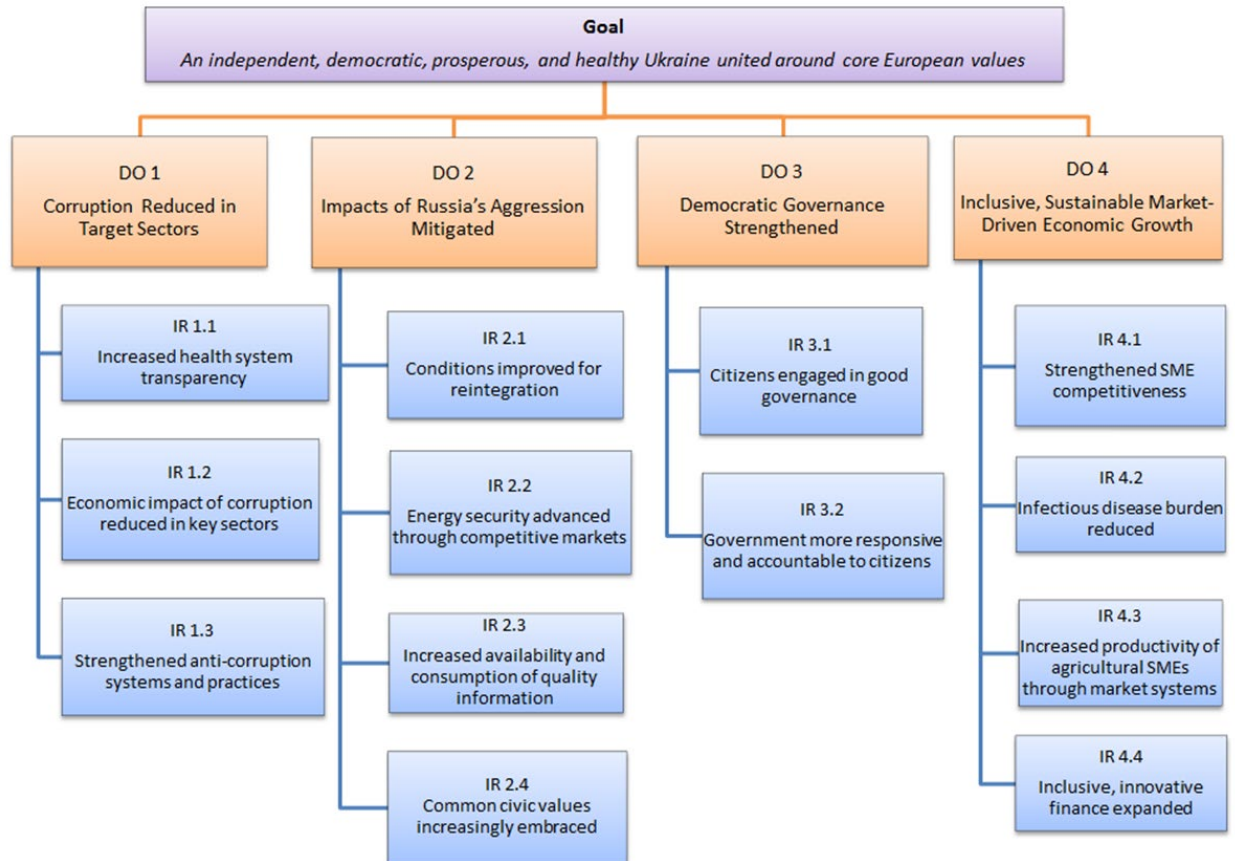 Goal
An independent, democratic, prosperous, and healthy Ukraine united around core European values
DO 1
Corruption Reduced in
Target Sectors
IR 1.1
Increased health system
transparency
IR 1.2
Economic impact of corruption
reduced in key sectors
IR 1.3
Strengthened anti-corruption
systems and practices
DO 2
Impacts of Russia's Aggression
Mitigated
IR 2.1
Conditions improved for
reintegration
IR 2.2
Energy security advanced
through competitive markets
IR 2.3
Increased availability and
consumption of quality
information
IR 2.4
Common civic values
increasingly embraced
DO 3
Democratic Governance
Strengthened
IR 3.1
Citizens engaged in good
governance
IR 3.2
Government more responsive
and accountable to citizens
DO 4
Inclusive, Sustainable Market-
Driven Economic Growth
IR 4.1
Strengthened SME
competitiveness
IR 4.2
Infectious disease burden
reduced
IR 4.3
Increased productivity of
agricultural SMEs
through market systems
IR 4.4
Inclusive, innovative
finance expanded